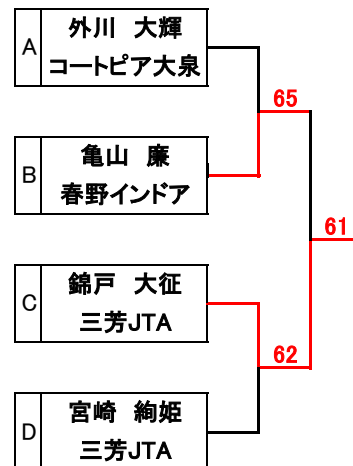 A
外川 大輝
コートピア大泉
65
B
亀山 廉
春野インドア
61
C
錦戸 大征
三芳JTA
62
D
宮崎 絢姫
三芳JTA